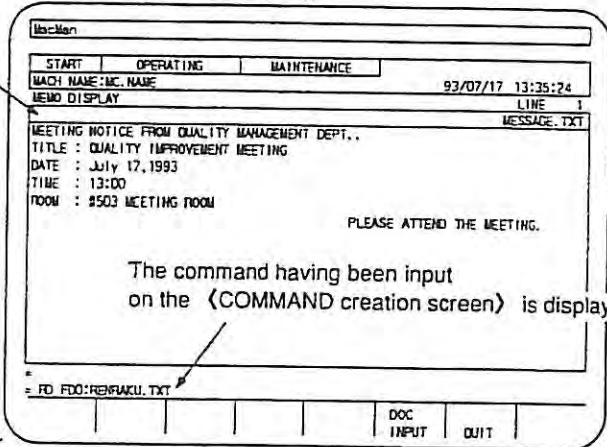 MacMan
START OPERATING MAINTENANCE
MACH NAME:MC.NAME 93/07/17 13:35:24
MEMO DISPLAY LINE 1
MESSAGE.TXT
MEETING NOTICE FROM QUALITY MANAGEMENT DEPT..
TITLE : QUALITY IMPROVEMENT MEETING
DATE : July 17,1993
TIME : 13:00
ROOM : #503 MEETING ROOM
PLEASE ATTEND THE MEETING.
The command having been input
on the 〈COMMAND creation screen〉 is display
=
= FD FD0:RENRAKU.TXT
DOC
INPUT QUIT